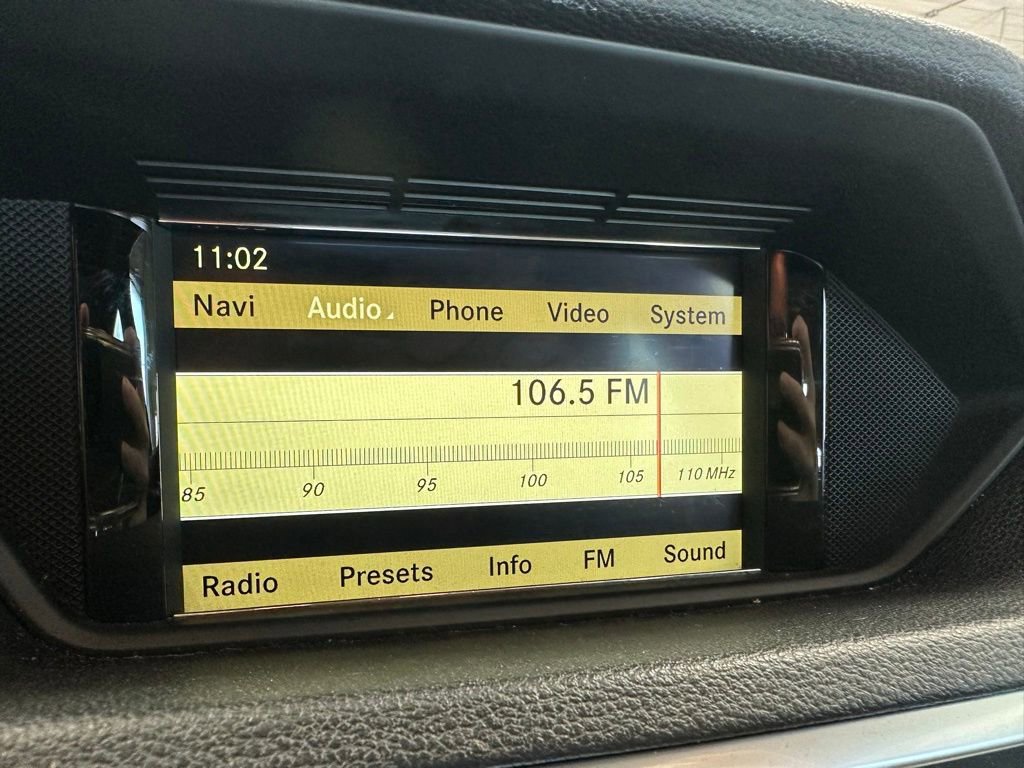 11:02
Navi Audio Phone Video System
106.5 FM
85 90 95 100 105 110 MHz
Radio Presets Info FM Sound